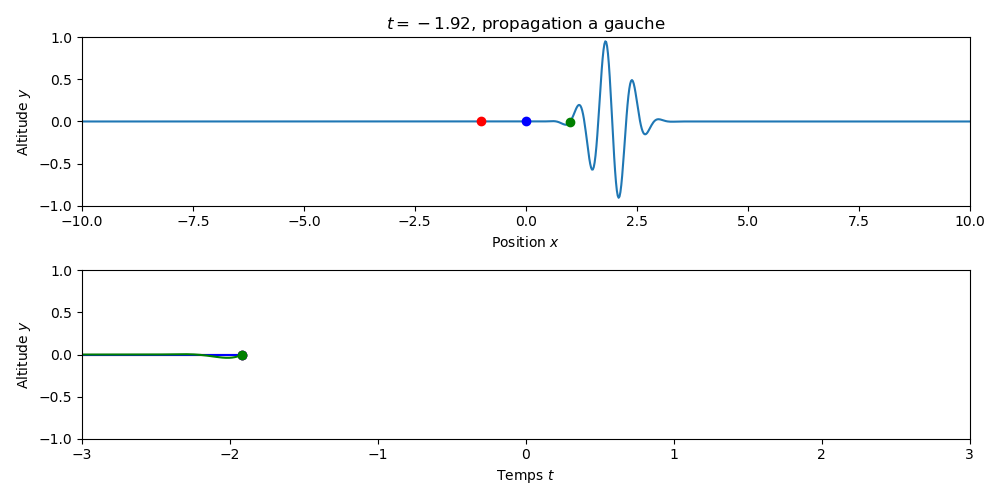 t = −1.92, propagation a gauche
Altitude y
1.0
0.5
0.0
−0.5
−1.0
−10.0 −7.5 −5.0 −2.5 0.0 2.5 5.0 7.5 10.0
Position x
Altitude y
1.0
0.5
0.0
−0.5
−1.0
−3 −2 −1 0 1 2 3
Temps t